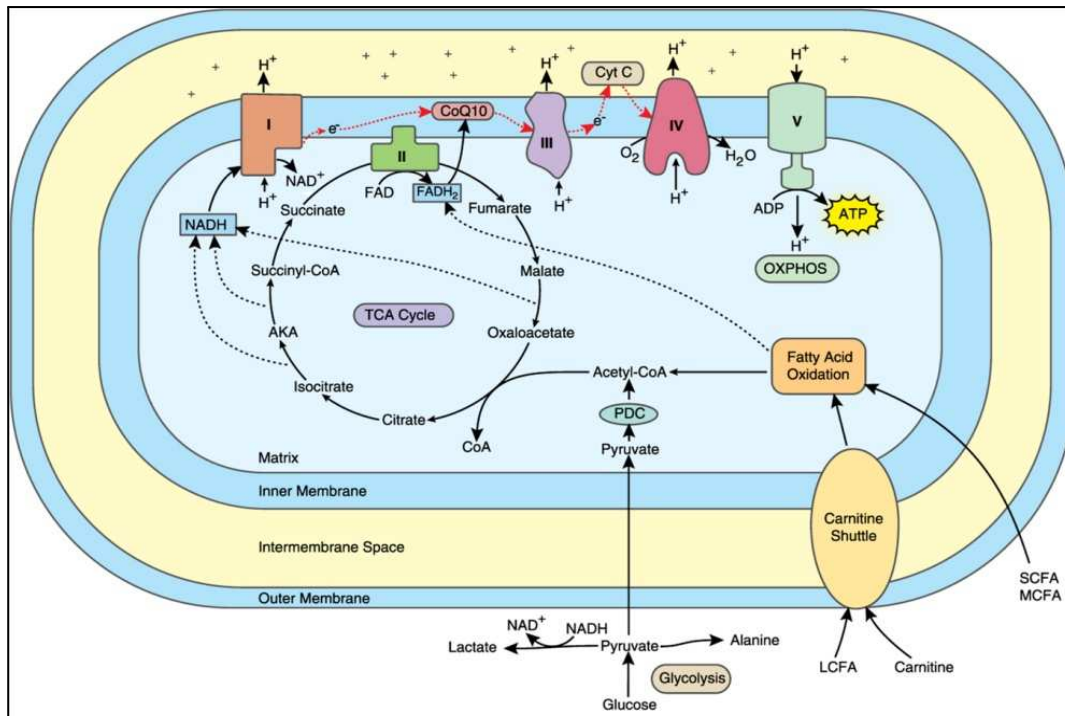 H+
H+
H+
H+
Cyt C
I
e-
CoQ10
III
e-
IV
V
II
O2
H2O
NAD+
H+
FAD
FADH2
H+
H+
ADP
ATP
Succinate
Fumarate
NADH
H+
OXPHOS
Succinyl-CoA
Malate
TCA Cycle
AKA
Oxaloacetate
Fatty Acid
Oxidation
Isocitrate
Acetyl-CoA
Citrate
PDC
CoA
Pyruvate
Matrix
Inner Membrane
Carnitine
Shuttle
Intermembrane Space
SCFA
MCFA
Outer Membrane
NAD+
NADH
Lactate
Pyruvate
Alanine
LCFA
Carnitine
Glycolysis
Glucose